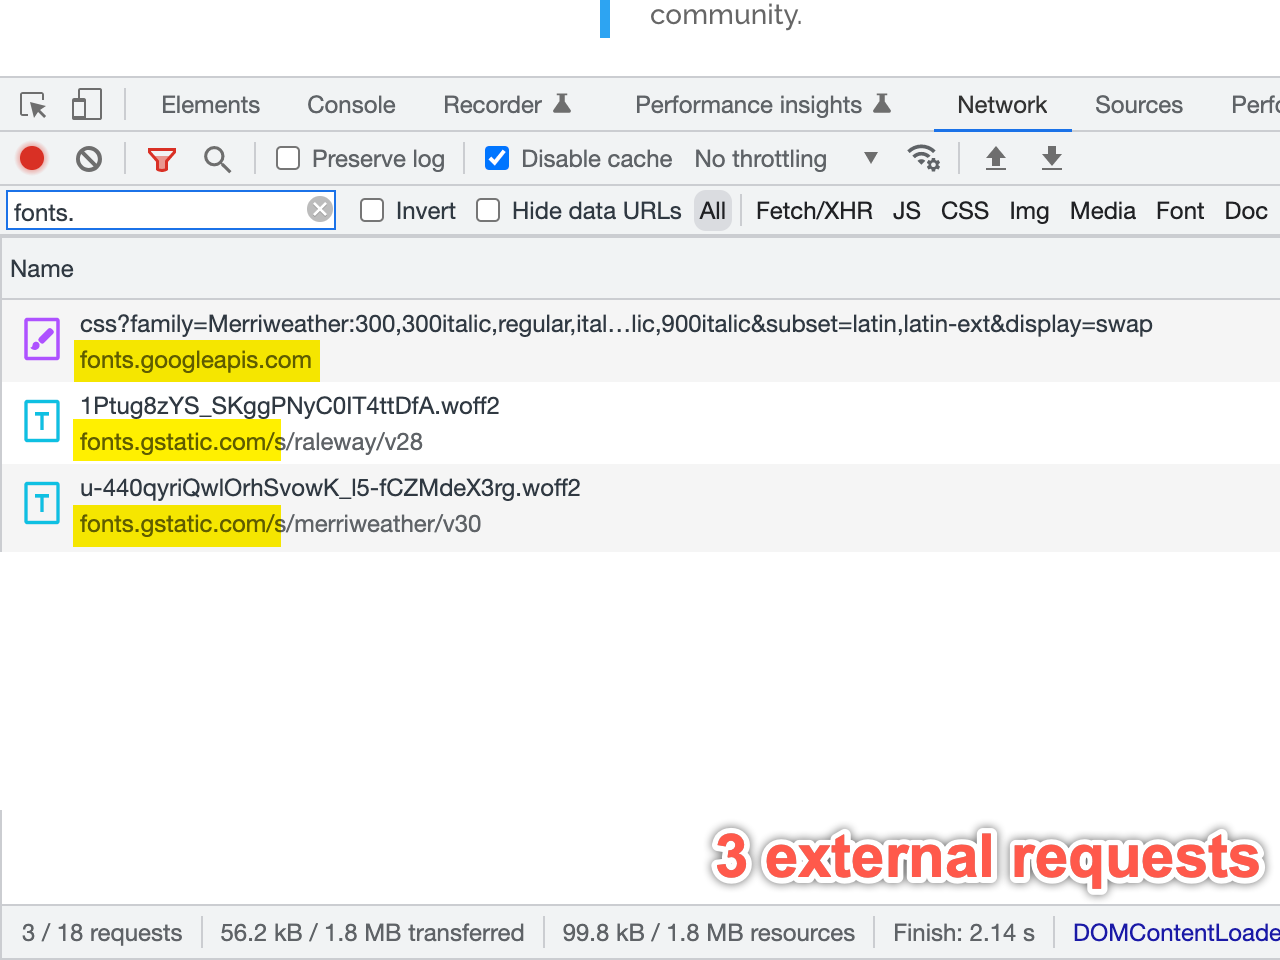 community.
Elements Console Recorder Performance insights Network Sources Perfo
Preserve log Disable cache No throttling
fonts. Invert Hide data URLs All Fetch/XHR JS CSS Img Media Font Doc
Name
css?family=Merriweather:300,300italic,regular,ital…lic,900italic&subset=latin,latin-ext&display=swap
fonts.googleapis.com
T 1Ptug8zYS_SKggPNyC0IT4ttDfA.woff2
fonts.gstatic.com/s/raleway/v28
T u-440qyriQwlOrhSvowK_l5-fCZMdeX3rg.woff2
fonts.gstatic.com/s/merriweather/v30
3 external requests
3 / 18 requests 56.2 kB / 1.8 MB transferred 99.8 kB / 1.8 MB resources Finish: 2.14 s DOMContentLoade